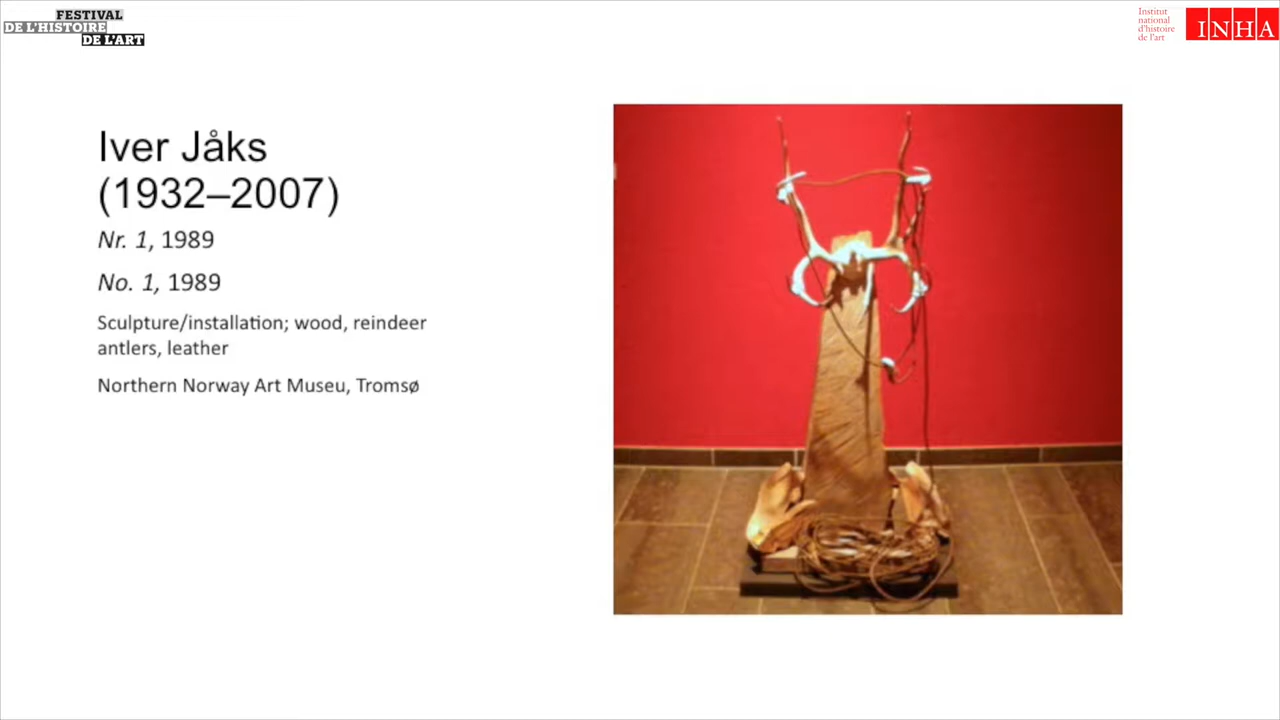 FESTIVAL
DE L'HISTOIRE
DE L'ART
Institut
national
d'histoire
de l'art
INHA
Iver Jåks
(1932–2007)
Nr. 1, 1989
No. 1, 1989
Sculpture/installation; wood, reindeer
antlers, leather
Northern Norway Art Museu, Tromsø